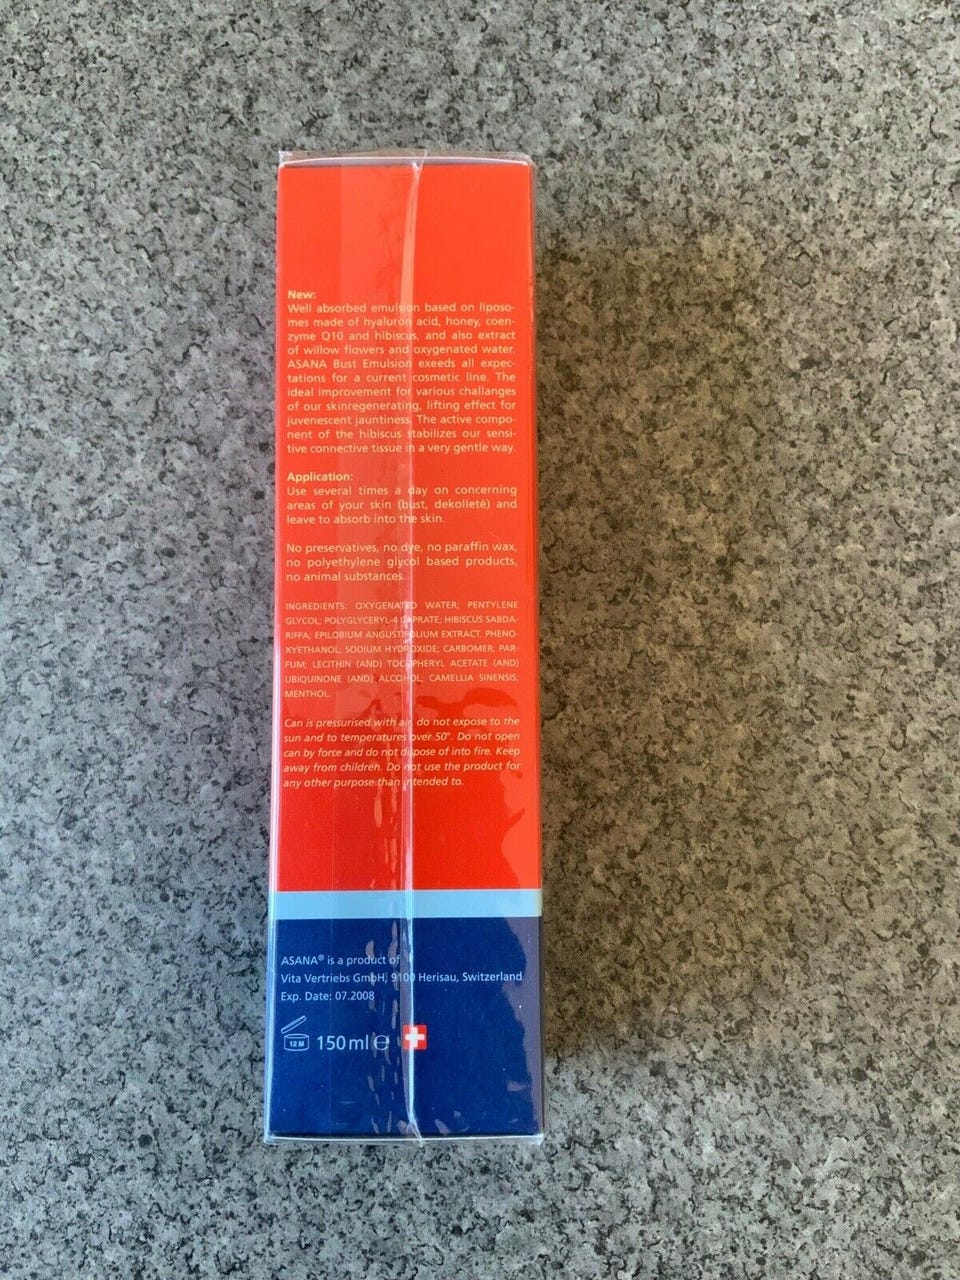 New:
Well absorbed emulsion based on liposo-
mes made of hyaluron acid, honey, coen-
zyme Q10 and hibiscus, and also extract
of willow flowers and oxygenated water.
ASANA Bust Emulsion exeeds all expec-
tations for a current cosmetic line. The
ideal improvement for various challanges
of our skinregenerating, lifting effect for
juvenescent jauntiness. The active compo-
nent of the hibiscus stabilizes our sensi-
tive connective tissue in a very gentle way.
Application:
Use several times a day on concerning
areas of your skin (bust, dekolleté) and
leave to absorb into the skin.
No preservatives, no dye, no paraffin wax,
no polyethylene glycol based products,
no animal substances.
INGREDIENTS: OXYGENATED WATER; PENTYLENE
GLYCOL; POLYGLYCERYL-4 CAPRATE; HIBISCUS SABDA-
RIFFA; EPILOBIUM ANGUSTIFOLIUM EXTRACT. PHENO-
XYETHANOL; SODIUM HYDROXIDE; CARBOMER; PAR-
FUM; LECITHIN (AND) TOCOPHERYL ACETATE (AND)
UBIQUINONE (AND) ALCOHOL; CAMELLIA SINENSIS;
MENTHOL.
Can is pressurised with air, do not expose to the
sun and to temperatures over 50°. Do not open
can by force and do not dispose of into fire. Keep
away from children. Do not use the product for
any other purpose than intended to.
ASANA® is a product of
Vita Vertriebs GmbH, 9100 Herisau, Switzerland
Exp. Date: 07.2008
12 M 150 ml ℮